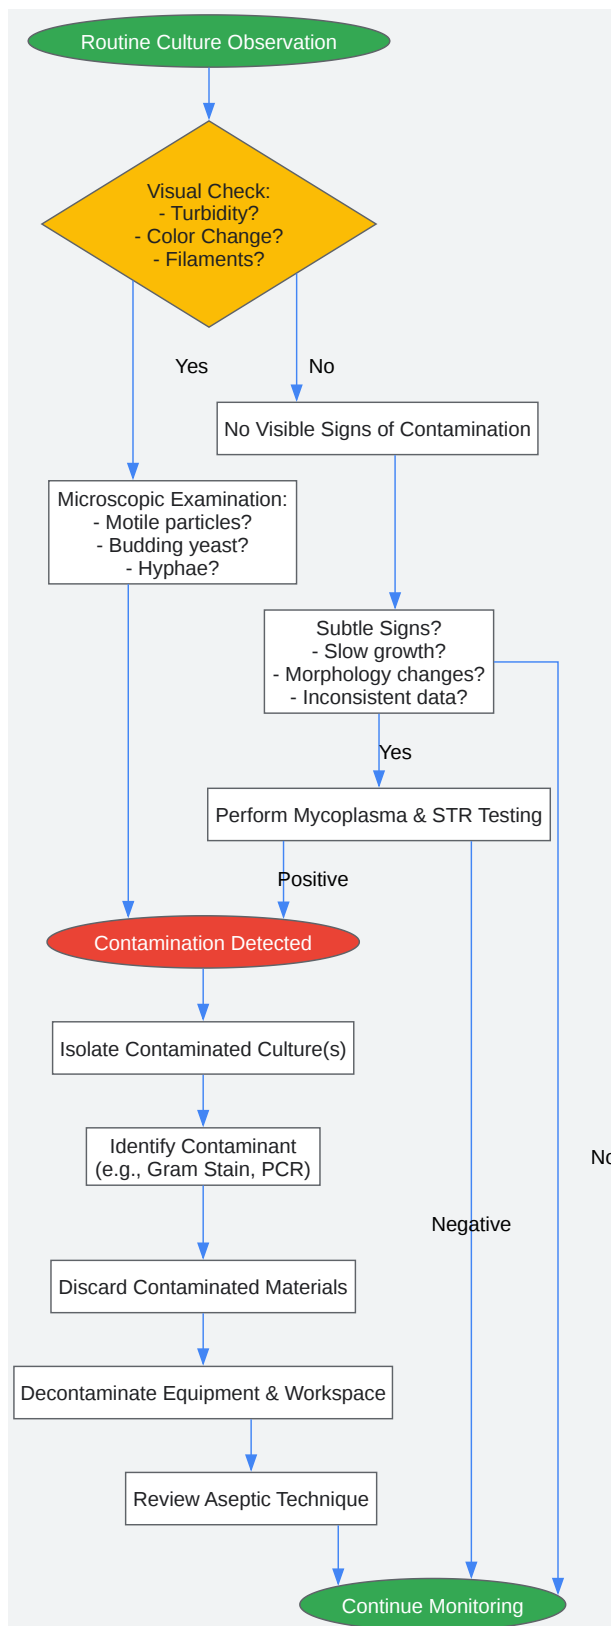 Routine Culture Observation
Visual Check:
- Turbidity?
- Color Change?
- Filaments?
Yes
No
No Visible Signs of Contamination
Microscopic Examination:
- Motile particles?
- Budding yeast?
- Hyphae?
Subtle Signs?
- Slow growth?
- Morphology changes?
- Inconsistent data?
Yes
Perform Mycoplasma & STR Testing
Positive
Contamination Detected
Isolate Contaminated Culture(s)
Identify Contaminant
(e.g., Gram Stain, PCR)
No
Negative
Discard Contaminated Materials
Decontaminate Equipment & Workspace
Review Aseptic Technique
Continue Monitoring